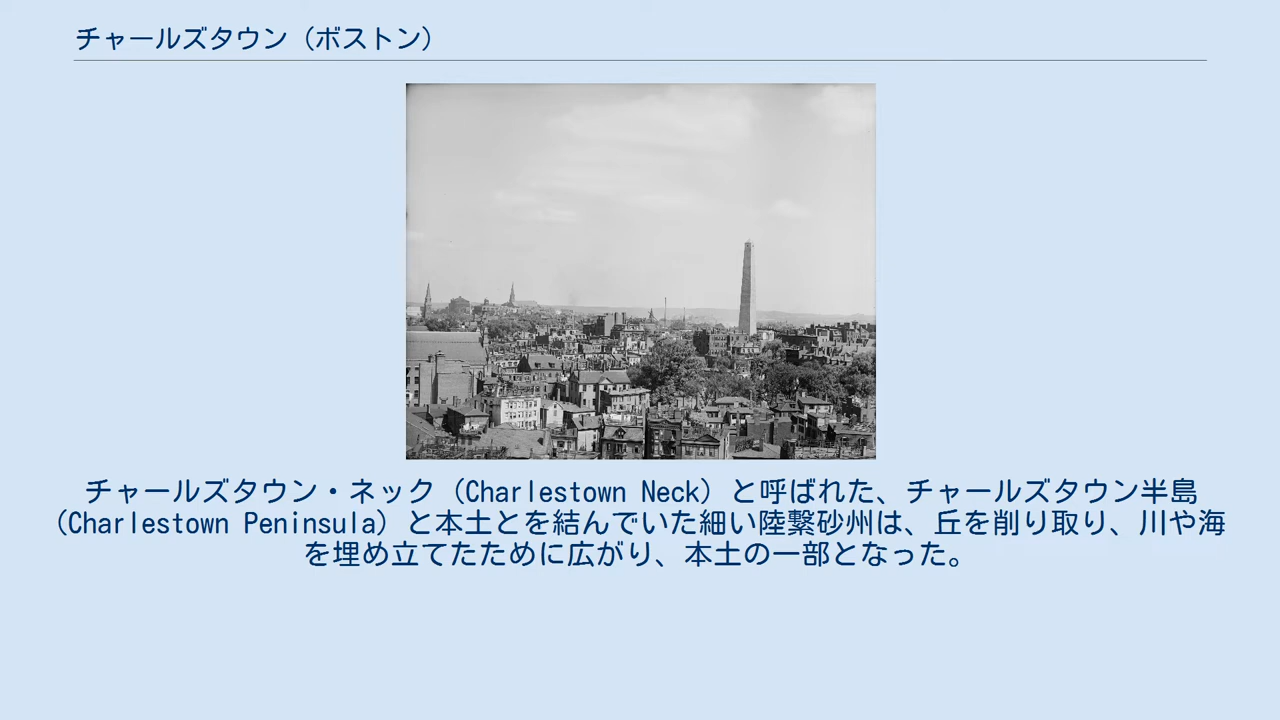 チャールズタウン（ボストン）
チャールズタウン・ネック（Charlestown Neck）と呼ばれた、チャールズタウン半島
（Charlestown Peninsula）と本土とを結んでいた細い陸繋砂州は、丘を削り取り、川や海
を埋め立てたために広がり、本土の一部となった。